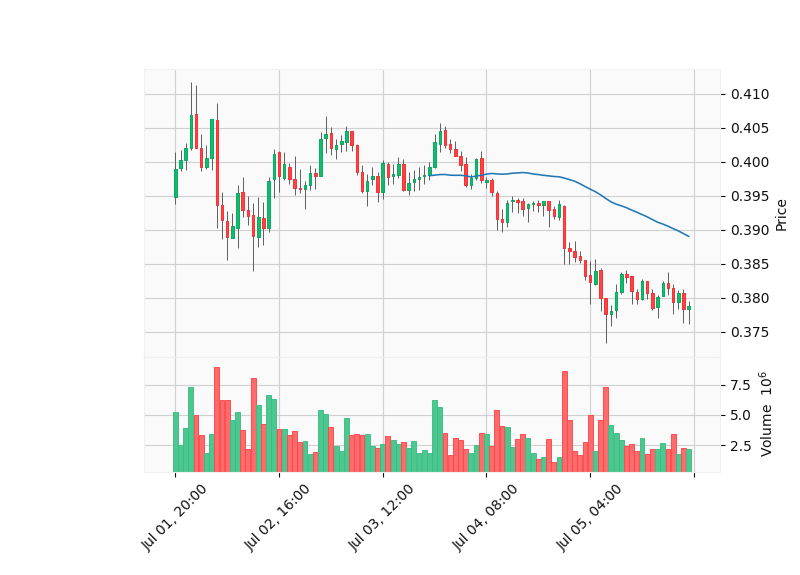 0.410
0.405
0.400
0.395
0.390
0.385
0.380
0.375
Price
7.5
5.0
2.5
Volume 10^6
Jul 01, 20:00
Jul 02, 16:00
Jul 03, 12:00
Jul 04, 08:00
Jul 05, 04:00